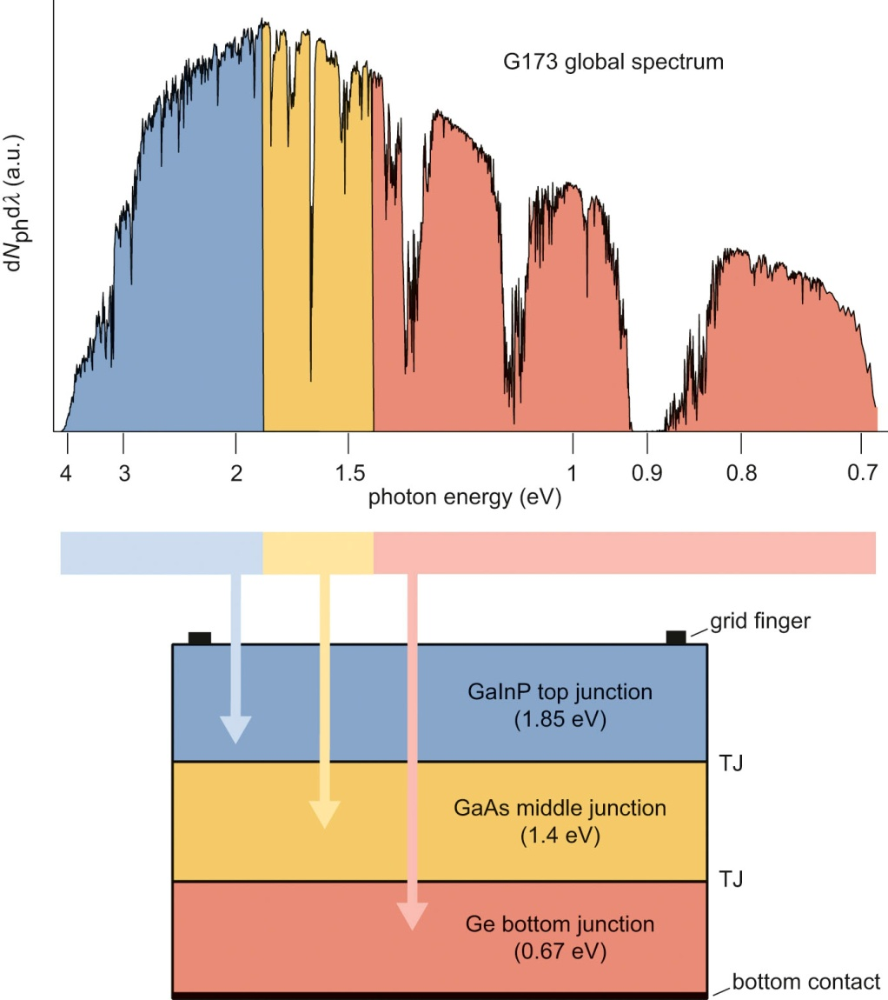 G173 global spectrum
dNphdλ (a.u.)
4 3 2 1.5 1 0.9 0.8 0.7
photon energy (eV)
grid finger
GaInP top junction
(1.85 eV)
TJ
GaAs middle junction
(1.4 eV)
TJ
Ge bottom junction
(0.67 eV)
bottom contact